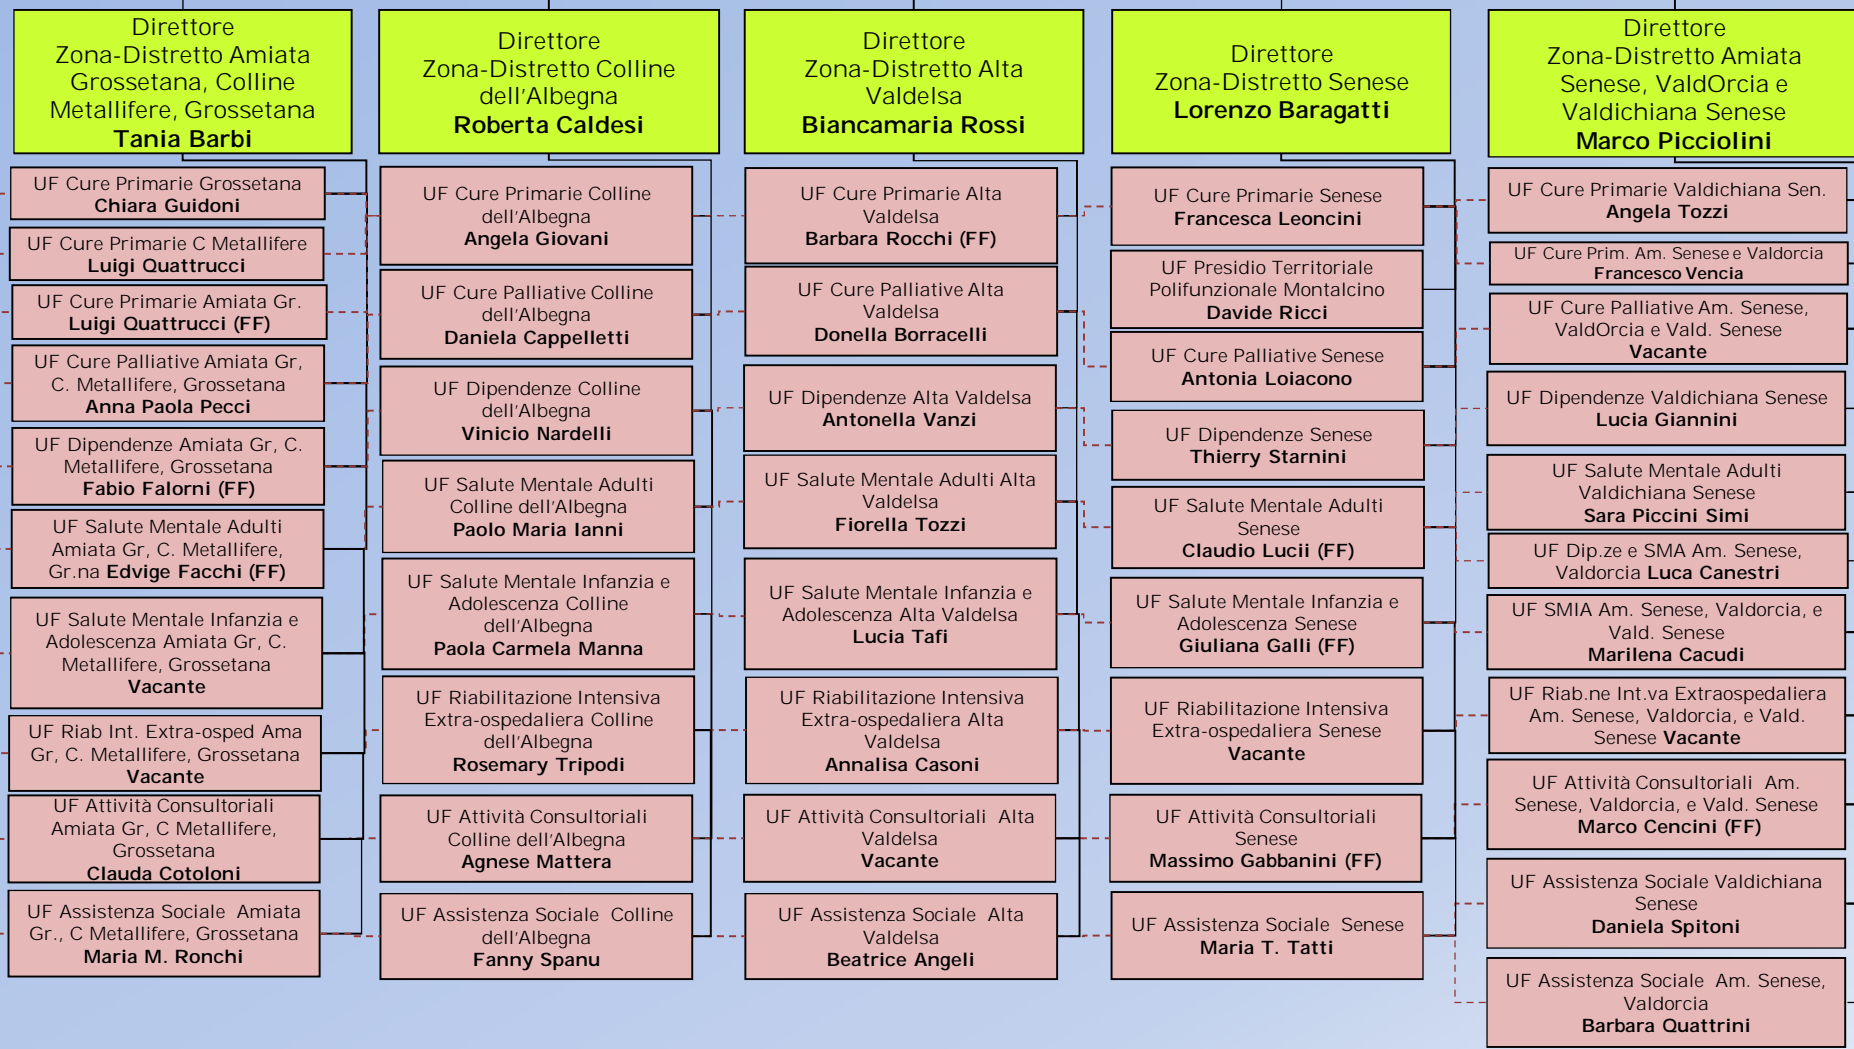 Direttore
Zona-Distretto Amiata
Grossetana, Colline
Metallifere, Grossetana
Tania Barbi
UF Cure Primarie Grossetana
Chiara Guidoni
UF Cure Primarie C Metallifere
Luigi Quattrucci
UF Cure Primarie Amiata Gr.
Luigi Quattrucci (FF)
UF Cure Palliative Amiata Gr,
C. Metallifere, Grossetana
Anna Paola Pecci
UF Dipendenze Amiata Gr, C.
Metallifere, Grossetana
Fabio Falorni (FF)
UF Salute Mentale Adulti
Amiata Gr, C. Metallifere,
Gr.na Edvige Facchi (FF)
UF Salute Mentale Infanzia e
Adolescenza Amiata Gr, C.
Metallifere, Grossetana
Vacante
UF Riab Int. Extra-osped Ama
Gr, C. Metallifere, Grossetana
Vacante
UF Attività Consultoriali
Amiata Gr, C Metallifere,
Grossetana
Clauda Cotoloni
UF Assistenza Sociale Amiata
Gr., C Metallifere, Grossetana
Maria M. Ronchi
Direttore
Zona-Distretto Colline
dell'Albegna
Roberta Caldesi
UF Cure Primarie Colline
dell'Albegna
Angela Giovani
UF Cure Palliative Colline
dell'Albegna
Daniela Cappelletti
UF Dipendenze Colline
dell'Albegna
Vinicio Nardelli
UF Salute Mentale Adulti
Colline dell'Albegna
Paolo Maria Ianni
UF Salute Mentale Infanzia e
Adolescenza Colline
dell'Albegna
Paola Carmela Manna
UF Riabilitazione Intensiva
Extra-ospedaliera Colline
dell'Albegna
Rosemary Tripodi
UF Attività Consultoriali
Colline dell'Albegna
Agnese Mattera
UF Assistenza Sociale Colline
dell'Albegna
Fanny Spanu
Direttore
Zona-Distretto Alta
Valdelsa
Biancamaria Rossi
UF Cure Primarie Alta
Valdelsa
Barbara Rocchi (FF)
UF Cure Palliative Alta
Valdelsa
Donella Borracelli
UF Dipendenze Alta Valdelsa
Antonella Vanzi
UF Salute Mentale Adulti Alta
Valdelsa
Fiorella Tozzi
UF Salute Mentale Infanzia e
Adolescenza Alta Valdelsa
Lucia Tafi
UF Riabilitazione Intensiva
Extra-ospedaliera Alta
Valdelsa
Annalisa Casoni
UF Attività Consultoriali Alta
Valdelsa
Vacante
UF Assistenza Sociale Alta
Valdelsa
Beatrice Angeli
Direttore
Zona-Distretto Senese
Lorenzo Baragatti
UF Cure Primarie Senese
Francesca Leoncini
UF Presidio Territoriale
Polifunzionale Montalcino
Davide Ricci
UF Cure Palliative Senese
Antonia Loiacono
UF Dipendenze Senese
Thierry Starnini
UF Salute Mentale Adulti
Senese
Claudio Lucii (FF)
UF Salute Mentale Infanzia e
Adolescenza Senese
Giuliana Galli (FF)
UF Riabilitazione Intensiva
Extra-ospedaliera Senese
Vacante
UF Attività Consultoriali
Senese
Massimo Gabbanini (FF)
UF Assistenza Sociale Senese
Maria T. Tatti
Direttore
Zona-Distretto Amiata
Senese, ValdOrcia e
Valdichiana Senese
Marco Picciolini
UF Cure Primarie Valdichiana Sen.
Angela Tozzi
UF Cure Prim. Am. Senese e Valdorcia
Francesco Vencia
UF Cure Palliative Am. Senese,
ValdOrcia e Vald. Senese
Vacante
UF Dipendenze Valdichiana Senese
Lucia Giannini
UF Salute Mentale Adulti
Valdichiana Senese
Sara Piccini Simi
UF Dip.ze e SMA Am. Senese,
Valdorcia Luca Canestri
UF SMIA Am. Senese, Valdorcia, e
Vald. Senese
Marilena Cacudi
UF Riab.ne Int.va Extraospedaliera
Am. Senese, Valdorcia, e Vald.
Senese Vacante
UF Attività Consultoriali Am.
Senese, Valdorcia, e Vald. Senese
Marco Cencini (FF)
UF Assistenza Sociale Valdichiana
Senese
Daniela Spitoni
UF Assistenza Sociale Am. Senese,
Valdorcia
Barbara Quattrini